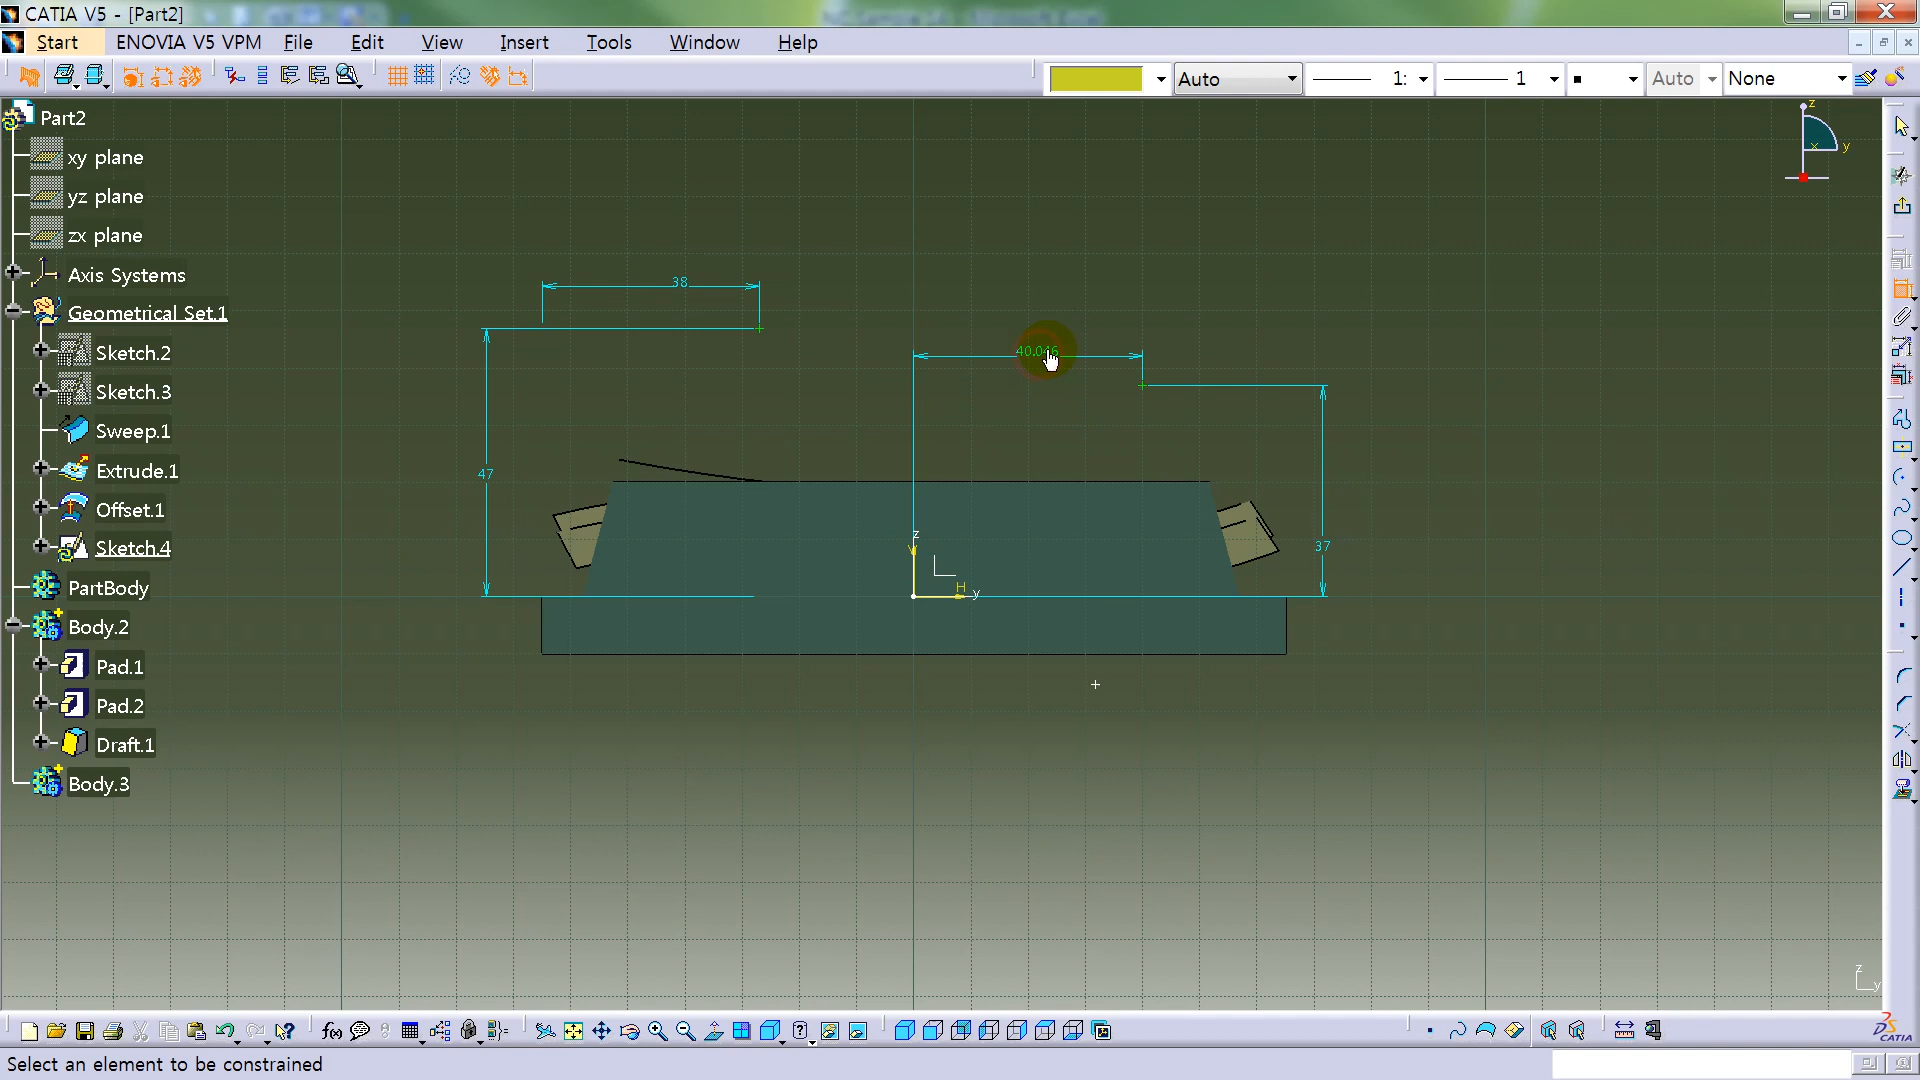 CATIA V5 - [Part2]
Start ENOVIA V5 VPM File Edit View Insert Tools Window Help
Auto 1: 1 Auto None
Part2
xy plane
yz plane
zx plane
Axis Systems
Geometrical Set.1
Sketch.2
Sketch.3
Sweep.1
Extrude.1
Offset.1
Sketch.4
PartBody
Body.2
Pad.1
Pad.2
Draft.1
Body.3
z
x y
38
40.046
47
37
z
V
H
y
z
y
f(x)
CATIA
Select an element to be constrained